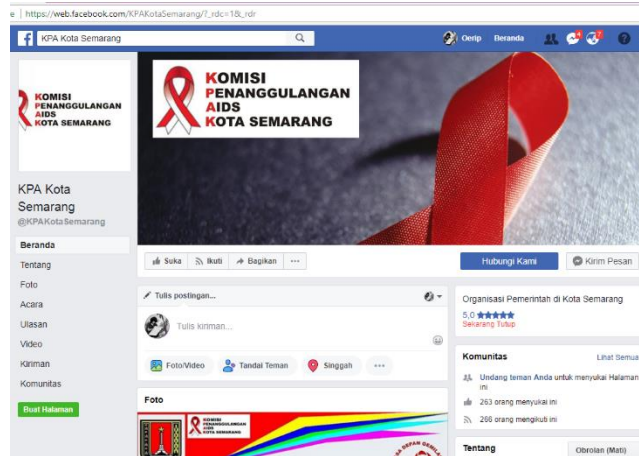 https://web.facebook.com/KPAKotaSemarang/?_rdc=1&_rdr
KPA Kota Semarang
Oerip Beranda
KOMISI
PENANGGULANGAN
AIDS
KOTA SEMARANG
KOMISI
PENANGGULANGAN
AIDS
KOTA SEMARANG
KPA Kota
Semarang
@KPAKotaSemarang
Beranda
Tentang
Foto
Acara
Ulasan
Video
Kiriman
Komunitas
Buat Halaman
Suka Ikuti Bagikan
Hubungi Kami Kirim Pesan
Tulis postingan...
Tulis kiriman...
Foto/Video Tandai Teman Singgah
Foto
KOMISI
PENANGGULANGAN
AIDS
KOTA SEMARANG
Organisasi Pemerintah di Kota Semarang
5,0
Sekarang Tutup
Komunitas Lihat Semua
Undang teman Anda untuk menyukai Halaman
ini
263 orang menyukai ini
266 orang mengikuti ini
Tentang
Obrolan (Mati)